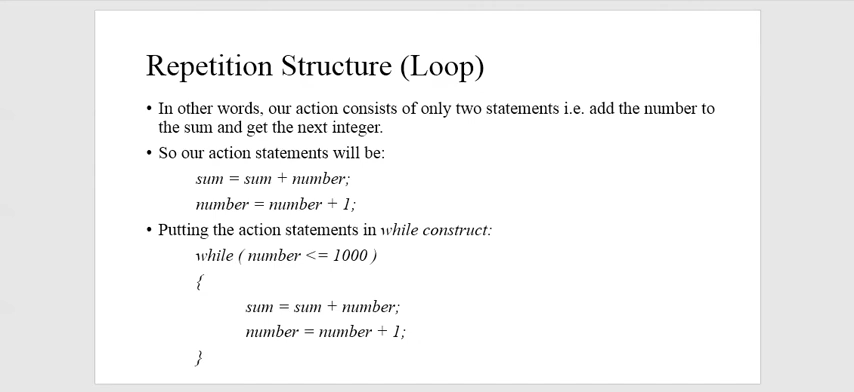 Repetition Structure (Loop)
• In other words, our action consists of only two statements i.e. add the number to
the sum and get the next integer.
• So our action statements will be:
sum = sum + number;
number = number + 1;
• Putting the action statements in while construct:
while ( number <= 1000 )
{
sum = sum + number;
number = number + 1;
}